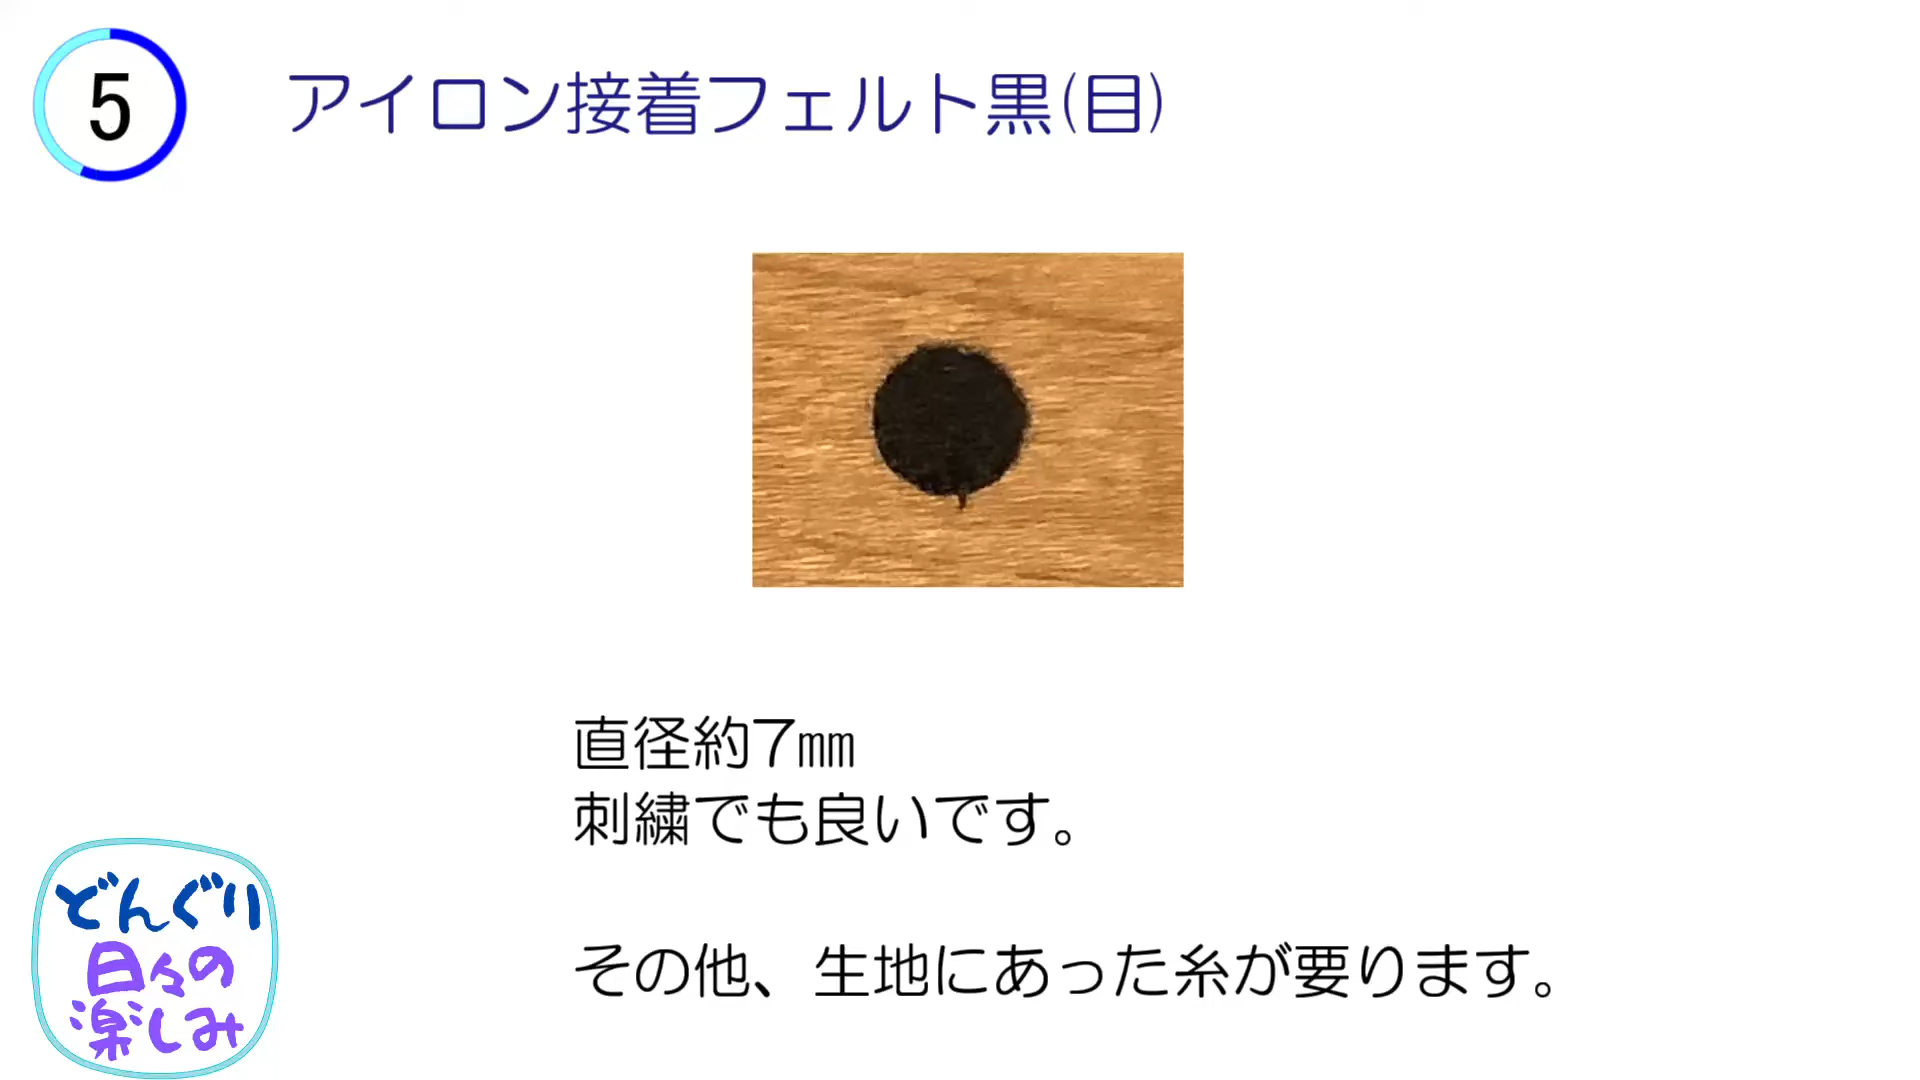 5
アイロン接着フェルト黒(目)
直径約7㎜
刺繍でも良いです。
その他、生地にあった糸が要ります。
どんぐり
日々の
楽しみ